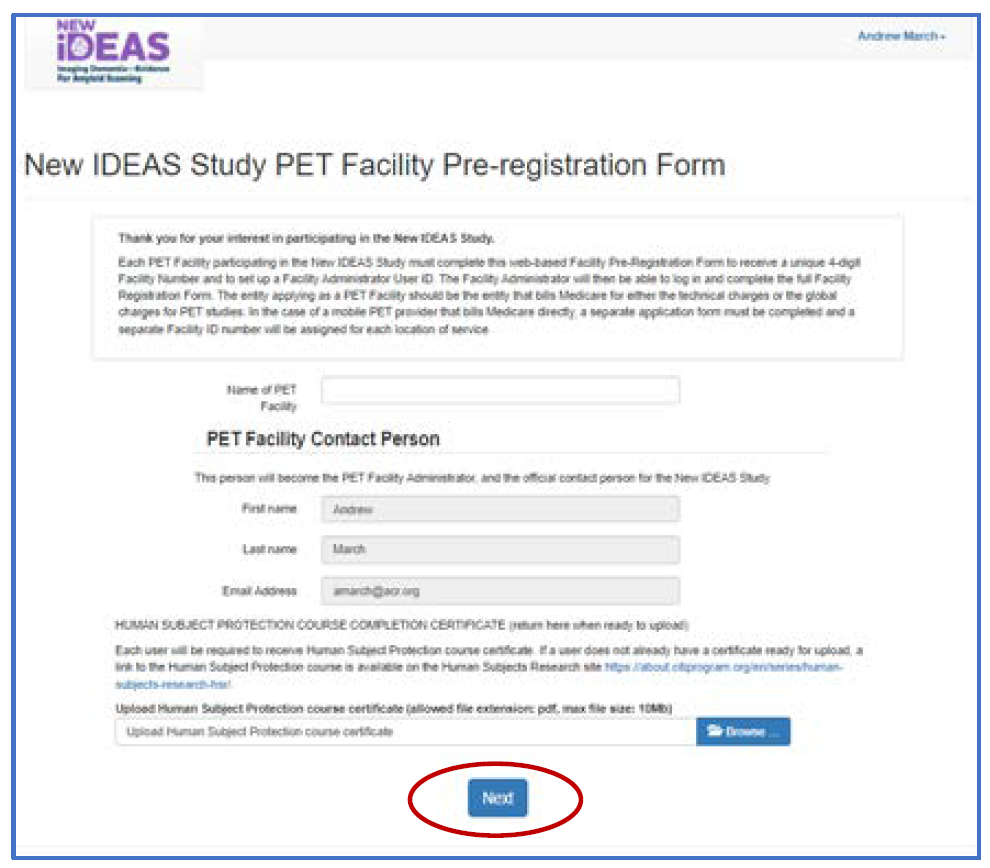 NEW
iDEAS
Imaging Dementia—Evidence
For Amyloid Scanning
Andrew March
New IDEAS Study PET Facility Pre-registration Form
Thank you for your interest in participating in the New IDEAS Study.
Each PET Facility participating in the New IDEAS Study must complete this web-based Facility Pre-Registration Form to receive a unique 4-digit
Facility Number and to set up a Facility Administrator User ID. The Facility Administrator will then be able to log in and complete the full Facility
Registration Form. The entity applying as a PET Facility should be the entity that bills Medicare for either the technical charges or the global
charges for PET studies. In the case of a mobile PET provider that bills Medicare directly, a separate application form must be completed and a
separate Facility ID number will be assigned for each location of service.
Name of PET
Facility
PET Facility Contact Person
This person will become the PET Facility Administrator, and the official contact person for the New IDEAS Study
First name
Andrew
Last name
March
Email Address
amarch@acr.org
HUMAN SUBJECT PROTECTION COURSE COMPLETION CERTIFICATE (return here when ready to upload)
Each user will be required to receive Human Subject Protection course certificate. If a user does not already have a certificate ready for upload, a
link to the Human Subject Protection course is available on the Human Subjects Research site https://about.citiprogram.org/en/series/human-
subjects-research-hsr/.
Upload Human Subject Protection course certificate (allowed file extension: pdf, max file size: 10Mb)
Upload Human Subject Protection course certificate
Browse ...
Next